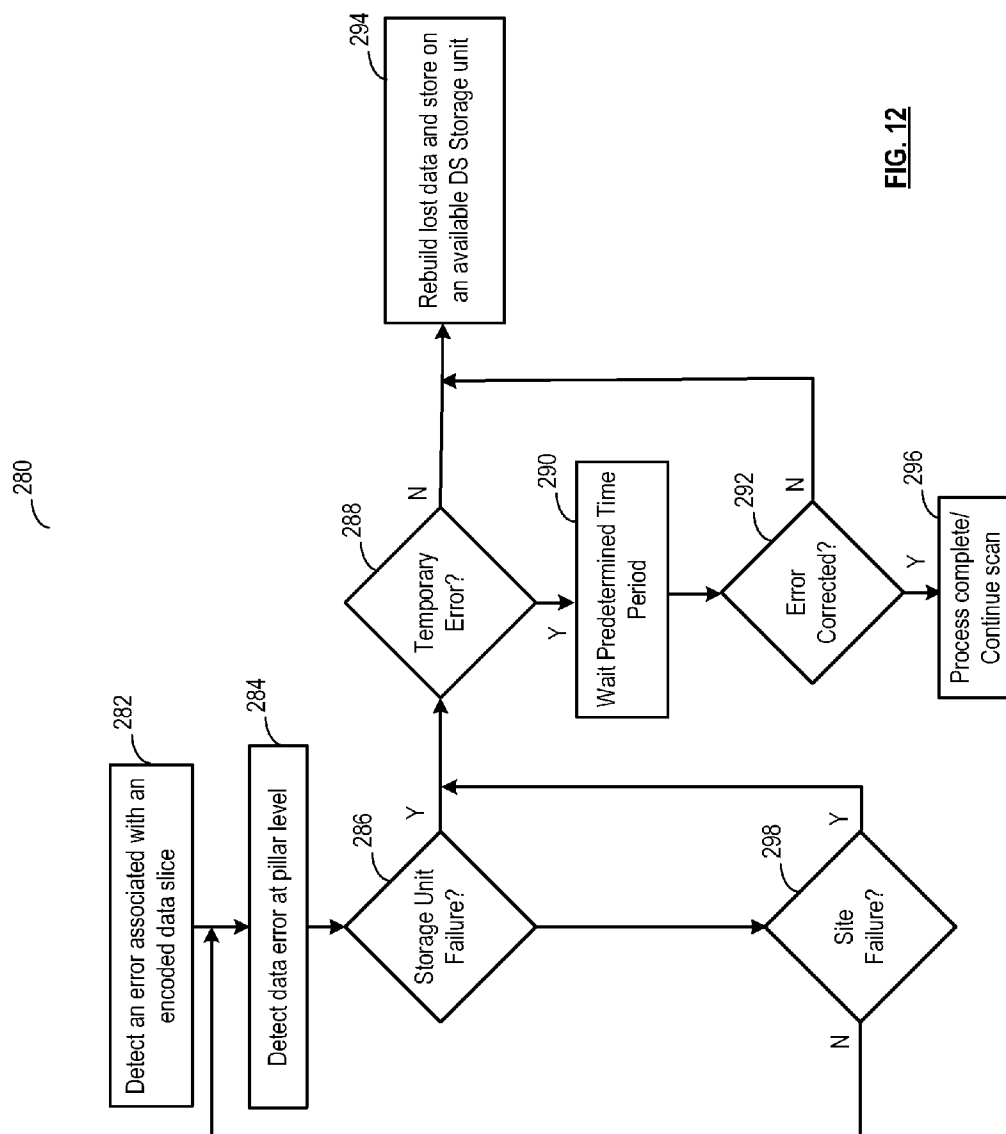 280
282
Detect an error associated with an
encoded data slice
284
Detect data error at pillar level
286
Storage Unit
Failure?
Y
298
Site
Failure?
Y
N
288
Temporary
Error?
N
Y
290
Wait Predetermined Time
Period
292
Error
Corrected?
N
Y
296
Process complete/
Continue scan
294
Rebuild lost data and store on
an available DS Storage unit
FIG. 12